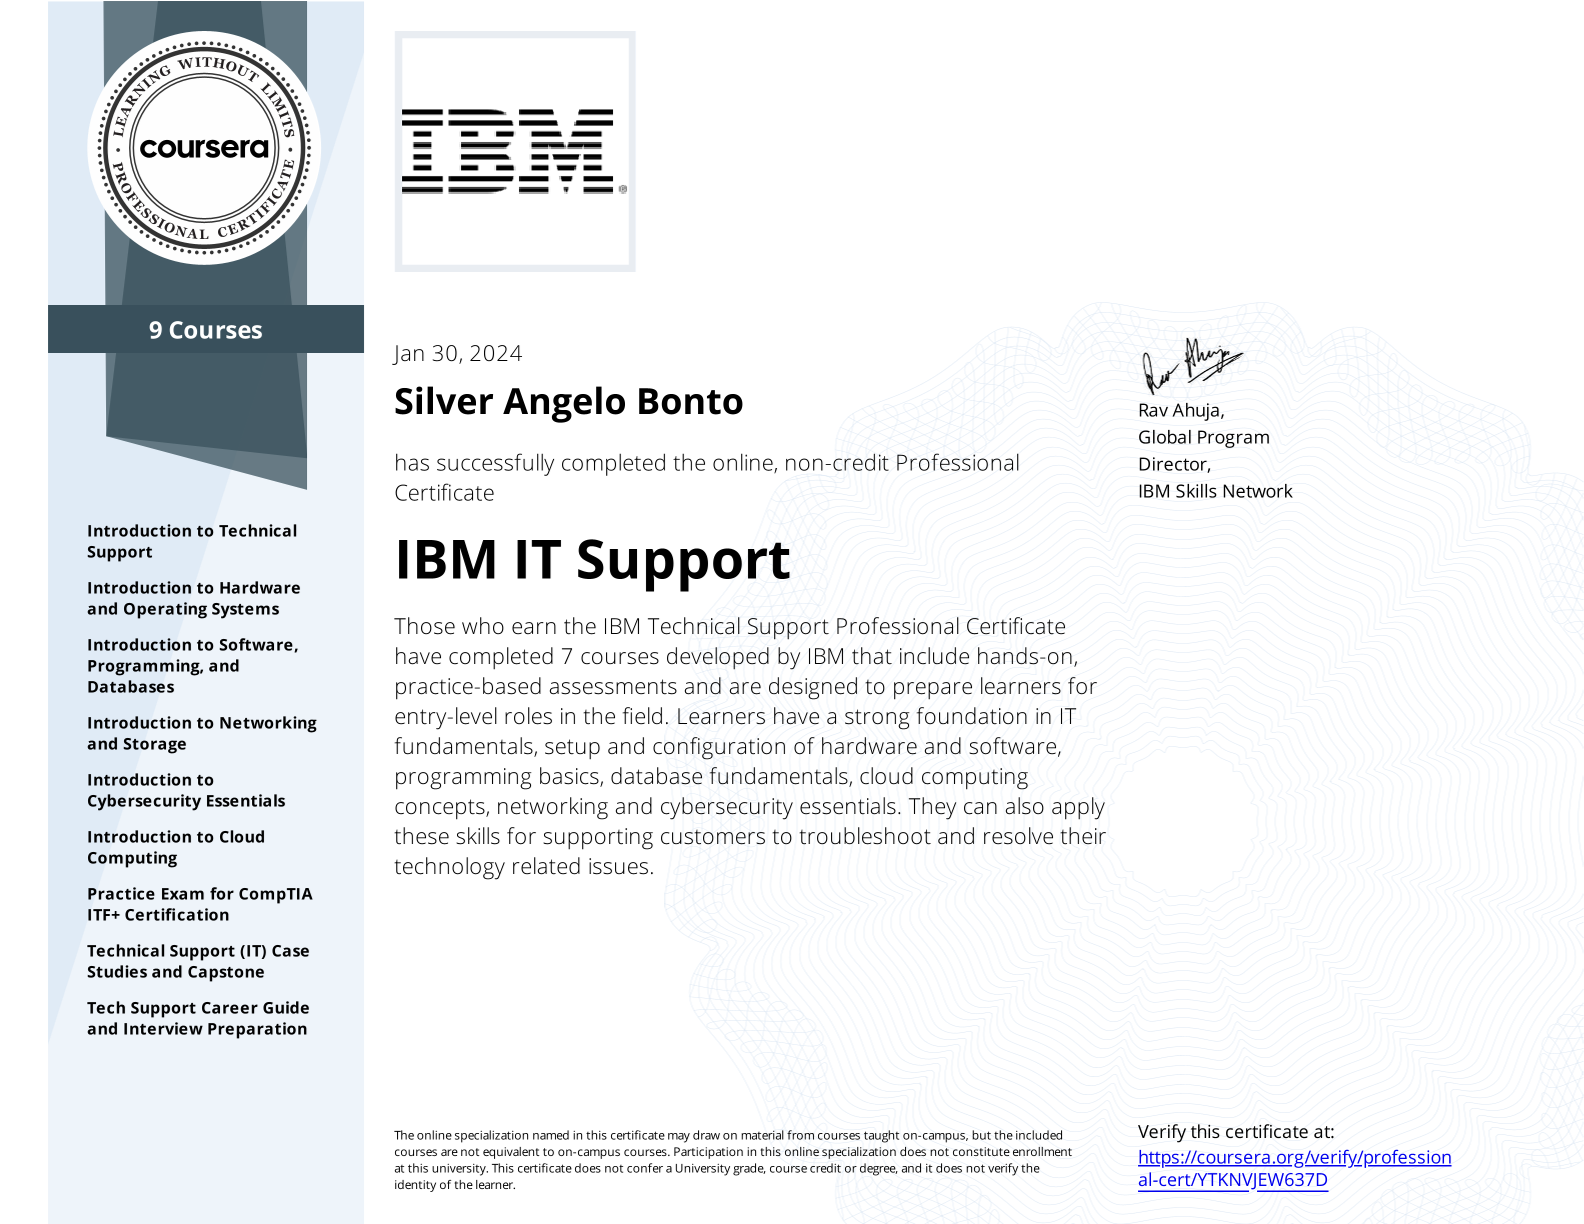 LEARNING WITHOUT LIMITS
coursera
PROFESSIONAL CERTIFICATE
9 Courses
Introduction to Technical
Support
Introduction to Hardware
and Operating Systems
Introduction to Software,
Programming, and
Databases
Introduction to Networking
and Storage
Introduction to
Cybersecurity Essentials
Introduction to Cloud
Computing
Practice Exam for CompTIA
ITF+ Certification
Technical Support (IT) Case
Studies and Capstone
Tech Support Career Guide
and Interview Preparation
IBM®
Jan 30, 2024
Silver Angelo Bonto
has successfully completed the online, non-credit Professional
Certificate
IBM IT Support
Those who earn the IBM Technical Support Professional Certificate
have completed 7 courses developed by IBM that include hands-on,
practice-based assessments and are designed to prepare learners for
entry-level roles in the field. Learners have a strong foundation in IT
fundamentals, setup and configuration of hardware and software,
programming basics, database fundamentals, cloud computing
concepts, networking and cybersecurity essentials. They can also apply
these skills for supporting customers to troubleshoot and resolve their
technology related issues.
Rav Ahuja
Rav Ahuja,
Global Program
Director,
IBM Skills Network
The online specialization named in this certificate may draw on material from courses taught on-campus, but the included
courses are not equivalent to on-campus courses. Participation in this online specialization does not constitute enrollment
at this university. This certificate does not confer a University grade, course credit or degree, and it does not verify the
identity of the learner.
Verify this certificate at:
https://coursera.org/verify/profession
al-cert/YTKNVJEW637D